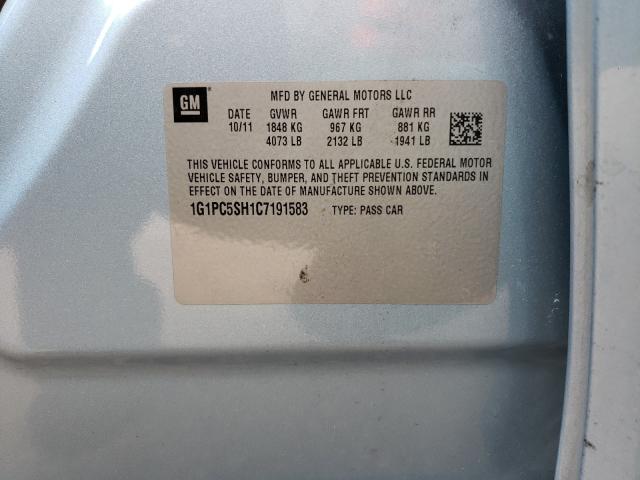 GM
MFD BY GENERAL MOTORS LLC
DATE GVWR GAWR FRT GAWR RR
10/11 1848 KG 967 KG 881 KG
4073 LB 2132 LB 1941 LB
THIS VEHICLE CONFORMS TO ALL APPLICABLE U.S. FEDERAL MOTOR
VEHICLE SAFETY, BUMPER, AND THEFT PREVENTION STANDARDS IN
EFFECT ON THE DATE OF MANUFACTURE SHOWN ABOVE.
1G1PC5SH1C7191583 TYPE: PASS CAR